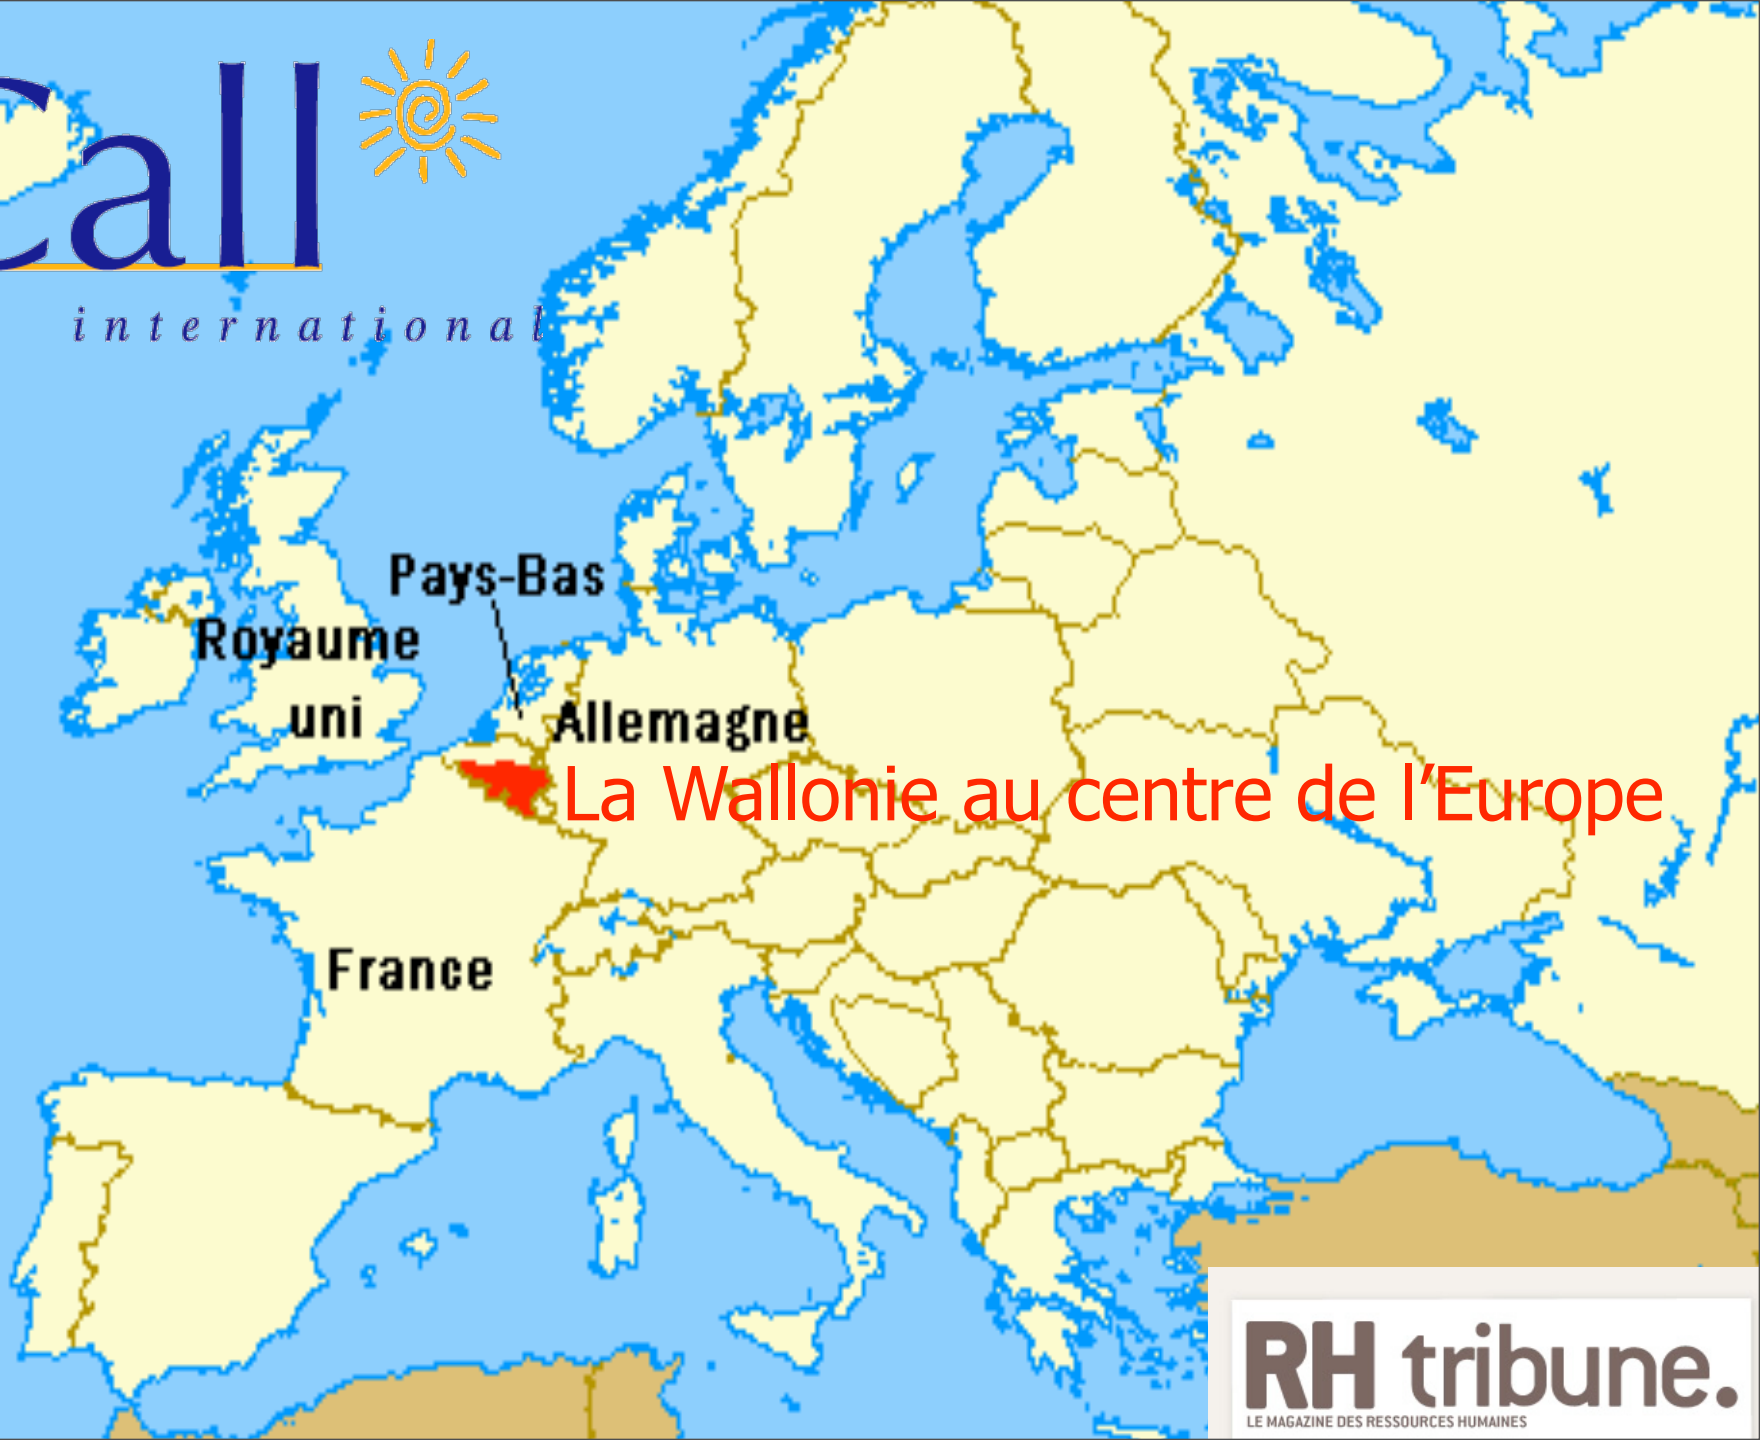 Call
international
Pays-Bas
Royaume
uni
Allemagne
La Wallonie au centre de l’Europe
France
RH tribune.
LE MAGAZINE DES RESSOURCES HUMAINES